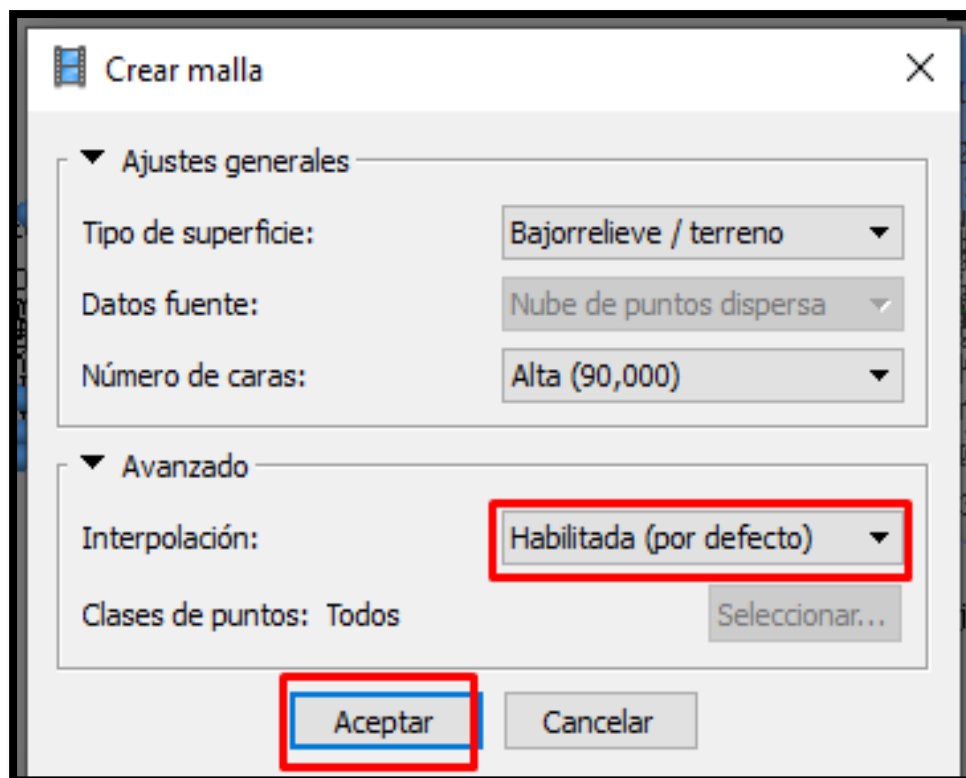 Crear malla
Ajustes generales
Tipo de superficie: Bajorrelieve / terreno
Datos fuente: Nube de puntos dispersa
Número de caras: Alta (90,000)
Avanzado
Interpolación: Habilitada (por defecto)
Clases de puntos: Todos Seleccionar...
Aceptar Cancelar